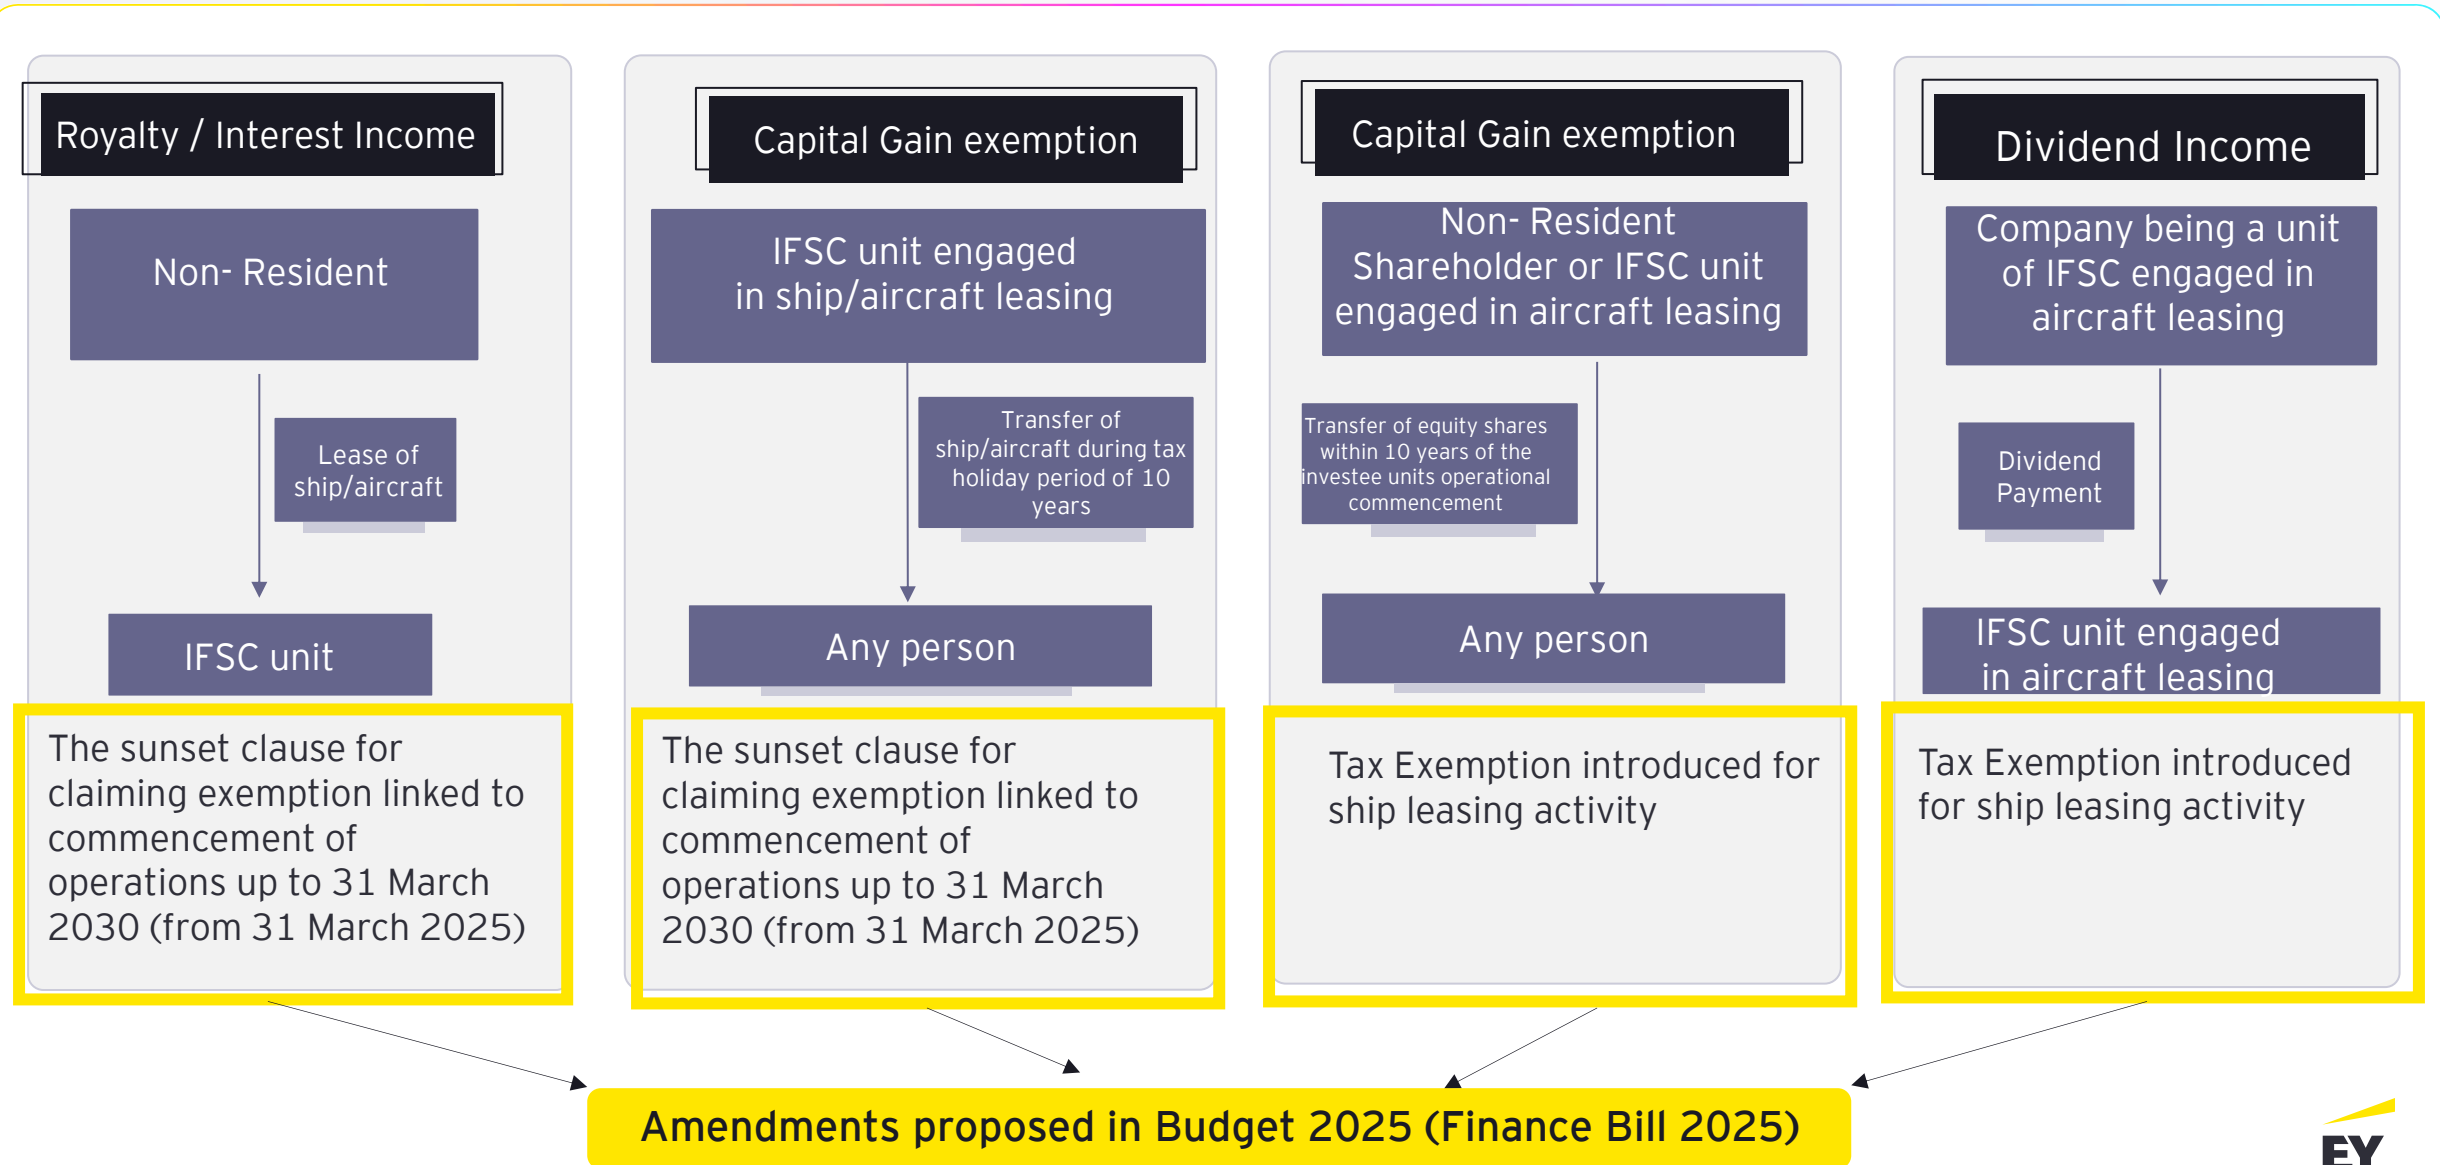 Royalty / Interest Income
Non- Resident
Lease of
ship/aircraft
IFSC unit
The sunset clause for
claiming exemption linked to
commencement of
operations up to 31 March
2030 (from 31 March 2025)
Capital Gain exemption
IFSC unit engaged
in ship/aircraft leasing
Transfer of
ship/aircraft during tax
holiday period of 10
years
Any person
The sunset clause for
claiming exemption linked to
commencement of
operations up to 31 March
2030 (from 31 March 2025)
Capital Gain exemption
Non- Resident
Shareholder or IFSC unit
engaged in aircraft leasing
Transfer of equity shares
within 10 years of the
investee units operational
commencement
Any person
Tax Exemption introduced for
ship leasing activity
Dividend Income
Company being a unit
of IFSC engaged in
aircraft leasing
Dividend
Payment
IFSC unit engaged
in aircraft leasing
Tax Exemption introduced
for ship leasing activity
Amendments proposed in Budget 2025 (Finance Bill 2025)
EY